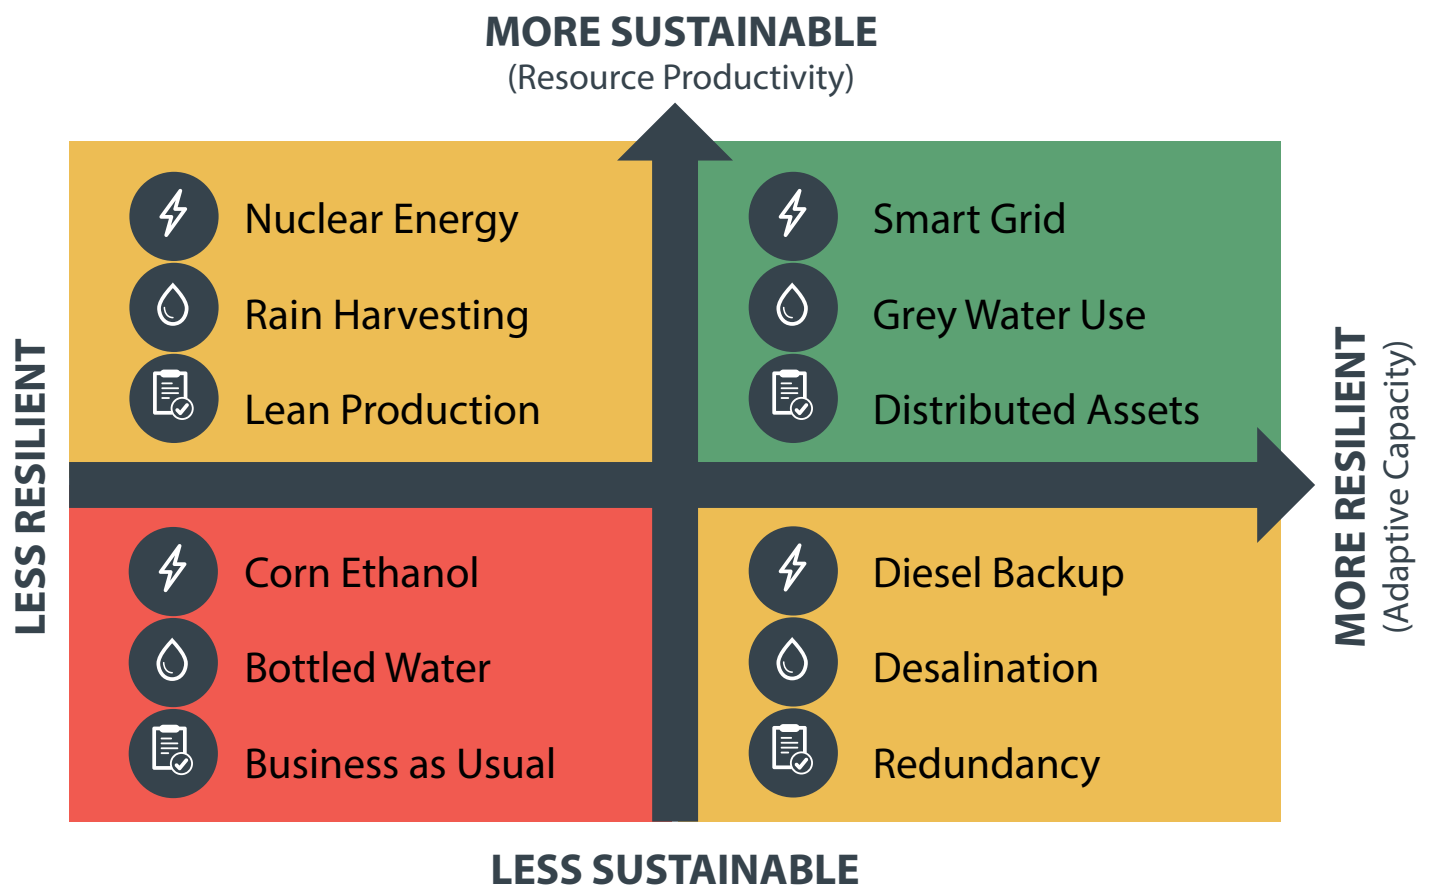 MORE SUSTAINABLE
(Resource Productivity)
Nuclear Energy
Rain Harvesting
Lean Production
Smart Grid
Grey Water Use
Distributed Assets
LESS RESILIENT
MORE RESILIENT
(Adaptive Capacity)
Corn Ethanol
Bottled Water
Business as Usual
Diesel Backup
Desalination
Redundancy
LESS SUSTAINABLE